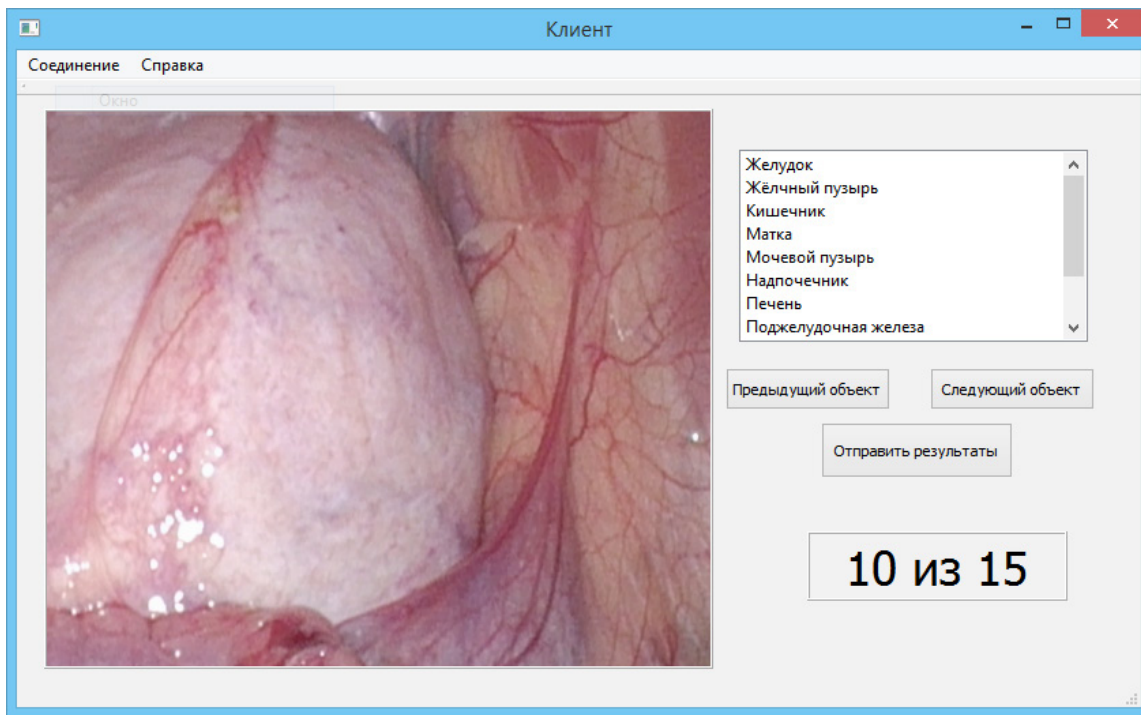 Клиент
Соединение Справка
Окно
Желудок
Жёлчный пузырь
Кишечник
Матка
Мочевой пузырь
Надпочечник
Печень
Поджелудочная железа
Предыдущий объект Следующий объект
Отправить результаты
10 из 15